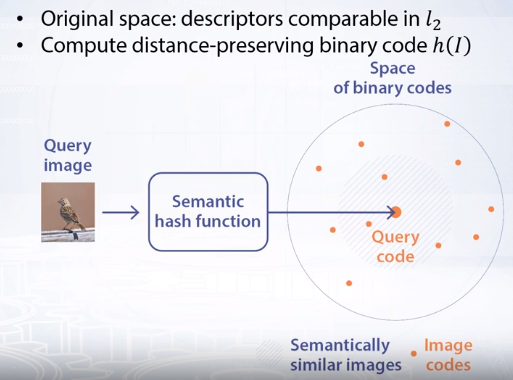 • Original space: descriptors comparable in l₂
• Compute distance-preserving binary code h(I)
Space
of binary codes
Query
image
Semantic
hash function
Query
code
Semantically
similar images
Image
codes